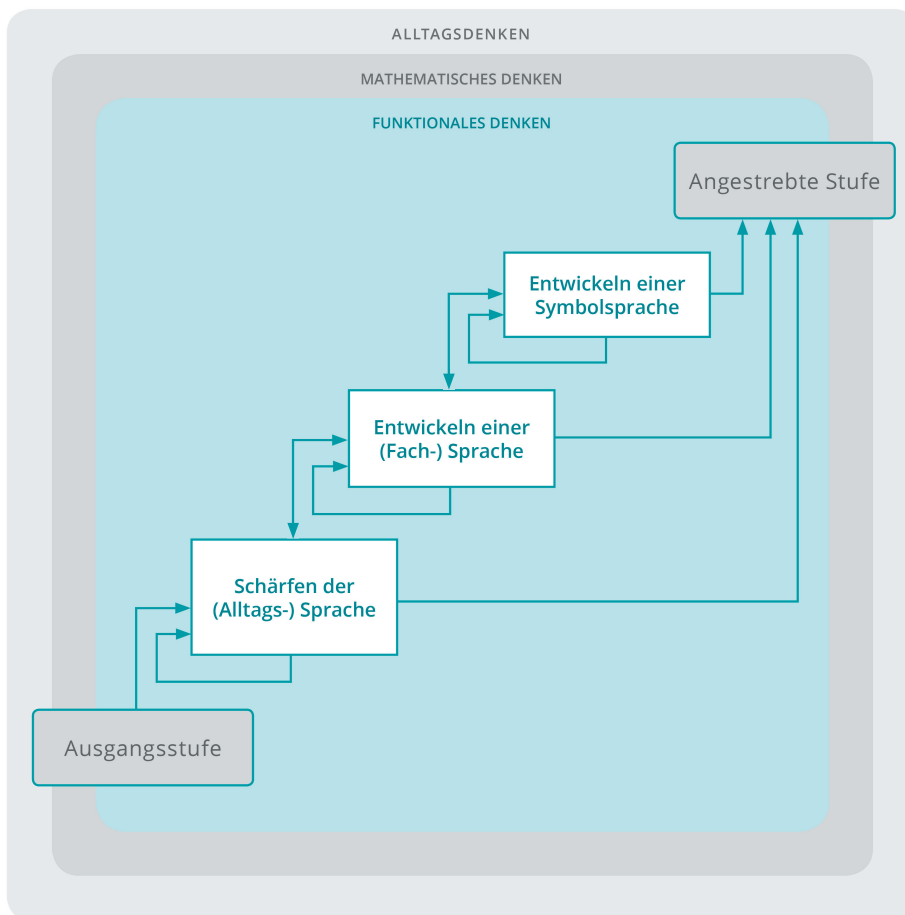 ALLTAGSDENKEN
MATHEMATISCHES DENKEN
FUNKTIONALES DENKEN
Angestrebte Stufe
Entwickeln einer
Symbolsprache
Entwickeln einer
(Fach-) Sprache
Schärfen der
(Alltags-) Sprache
Ausgangsstufe